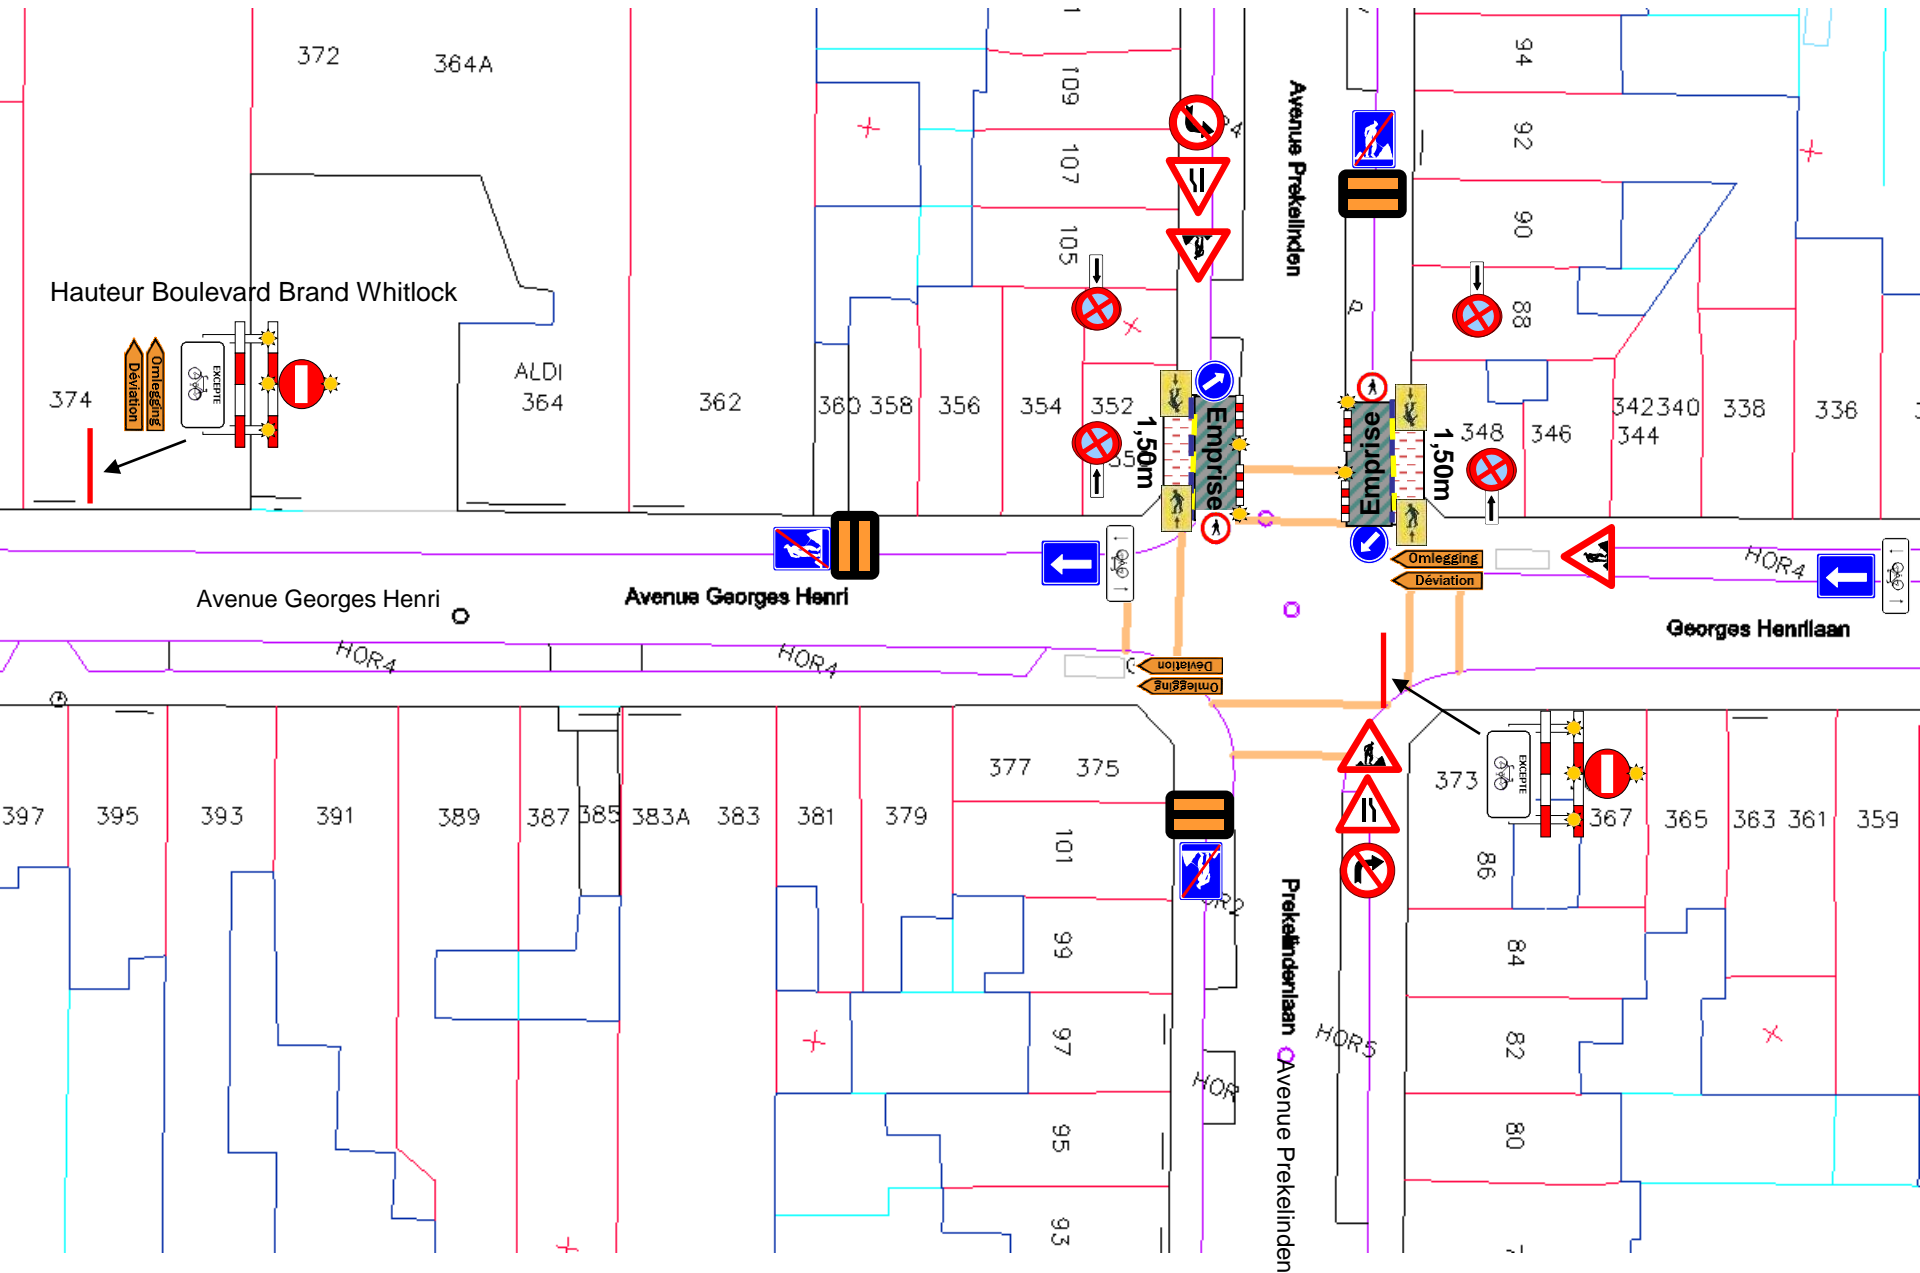 372
364A
109
94
Avenue Prekelinden
92
107
90
105
88
Hauteur Boulevard Brand Whitlock
Omlegging
Déviation
EXCEPTE
374
ALDI
364
362
360
358
356
354
352
1,50m
Emprise
Emprise
1,50m
348
346
342
340
344
338
336
Omlegging
Déviation
HOR4
Avenue Georges Henri
Avenue Georges Henri
Georges Henrilaan
HOR4
HOR4
Déviation
Omlegging
377
375
373
EXCEPTE
397
395
393
391
389
387
385
383A
383
381
379
367
365
363
361
359
101
86
99
84
Prekelindenlaan
97
82
HOR5
HOR
Avenue Prekelinden
95
80
93